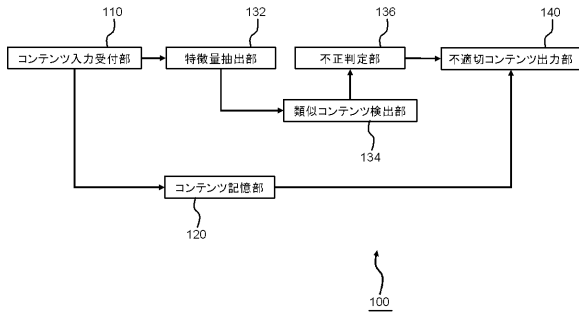 110
132
136
140
コンテンツ入力受付部
特徴量抽出部
不正判定部
不適切コンテンツ出力部
類似コンテンツ検出部
134
コンテンツ記憶部
120
100